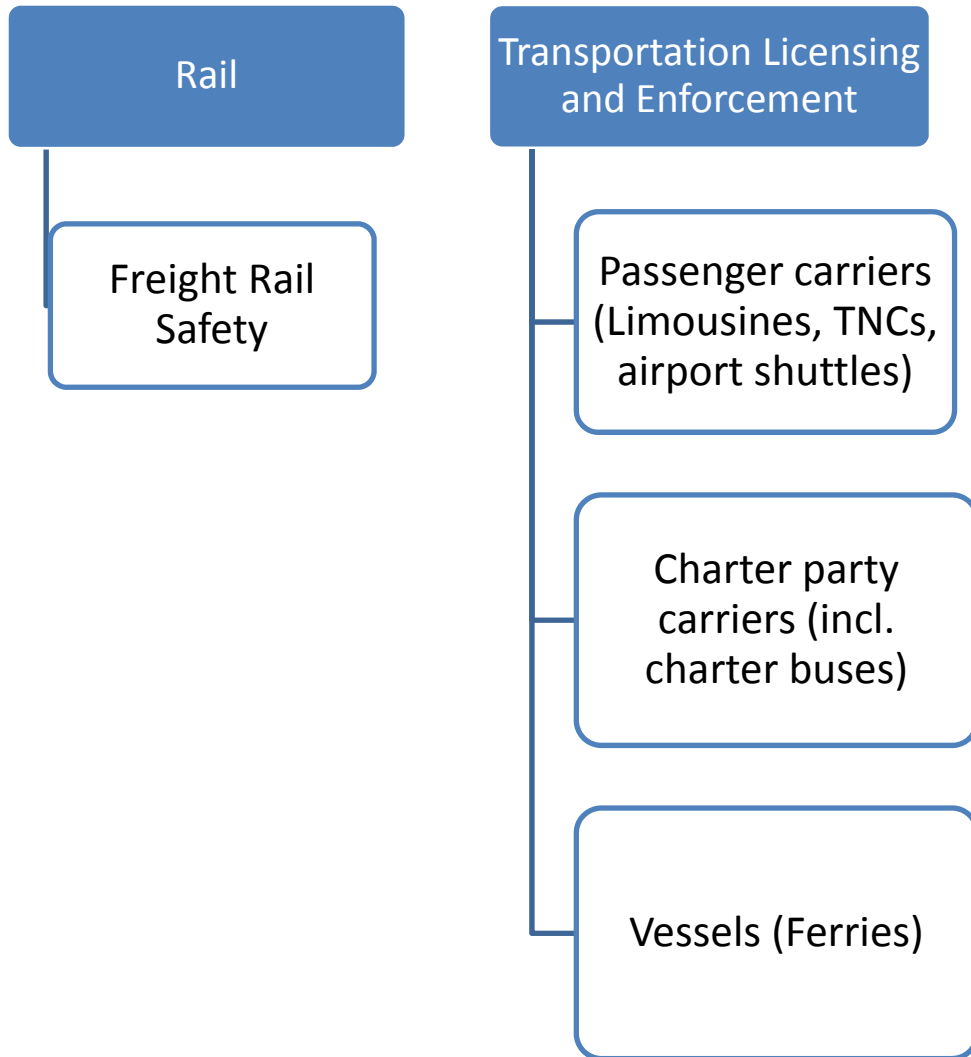 Rail
Freight Rail
Safety
Transportation Licensing
and Enforcement
Passenger carriers
(Limousines, TNCs,
airport shuttles)
Charter party
carriers (incl.
charter buses)
Vessels (Ferries)